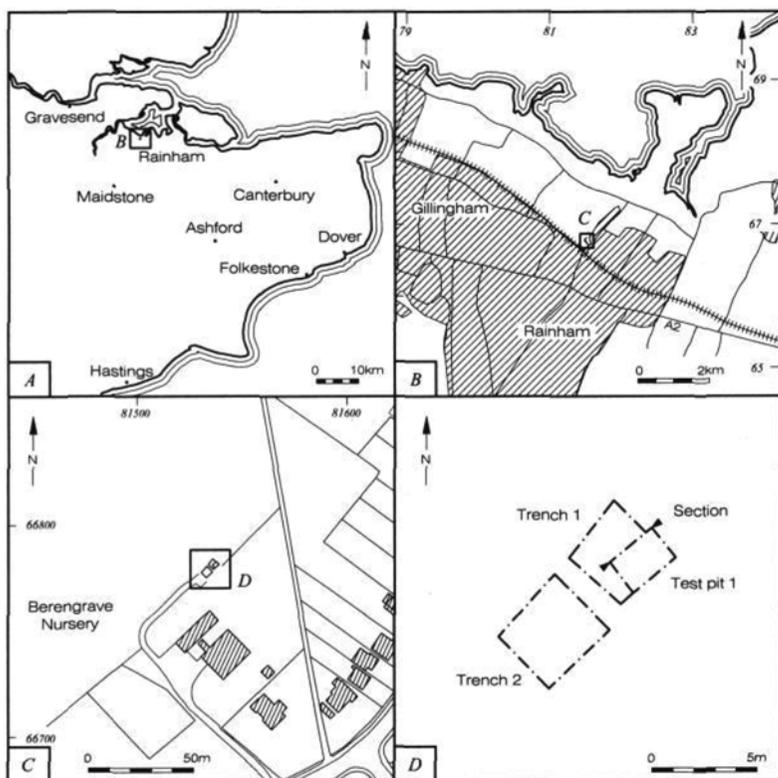 N
Gravesend
B
Rainham
Maidstone
Canterbury
Ashford
Dover
Folkestone
Hastings
0 10km
A
79 81 83
N
69
Gillingham
C
67
Rainham
A2
0 2km
65
B
81500 81600
N
66800
D
Berengrave
Nursery
66700
0 50m
C
N
Trench 1
Section
Test pit 1
Trench 2
0 5m
D